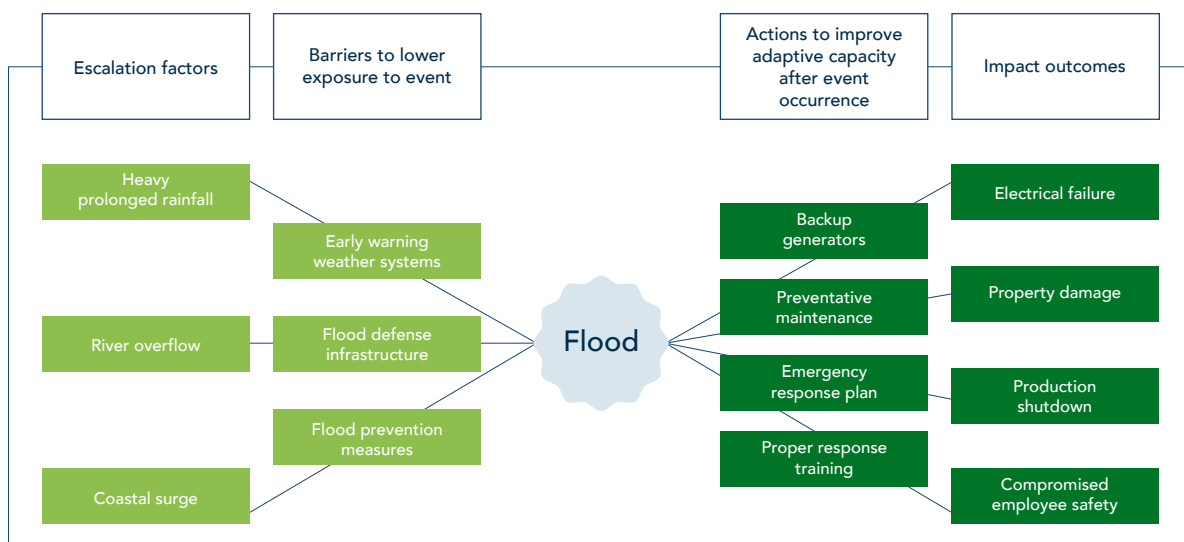 Escalation factors
Barriers to lower
exposure to event
Actions to improve
adaptive capacity
after event
occurrence
Impact outcomes
Heavy
prolonged rainfall
River overflow
Coastal surge
Early warning
weather systems
Flood defense
infrastructure
Flood prevention
measures
Flood
Backup
generators
Preventative
maintenance
Emergency
response plan
Proper response
training
Electrical failure
Property damage
Production
shutdown
Compromised
employee safety